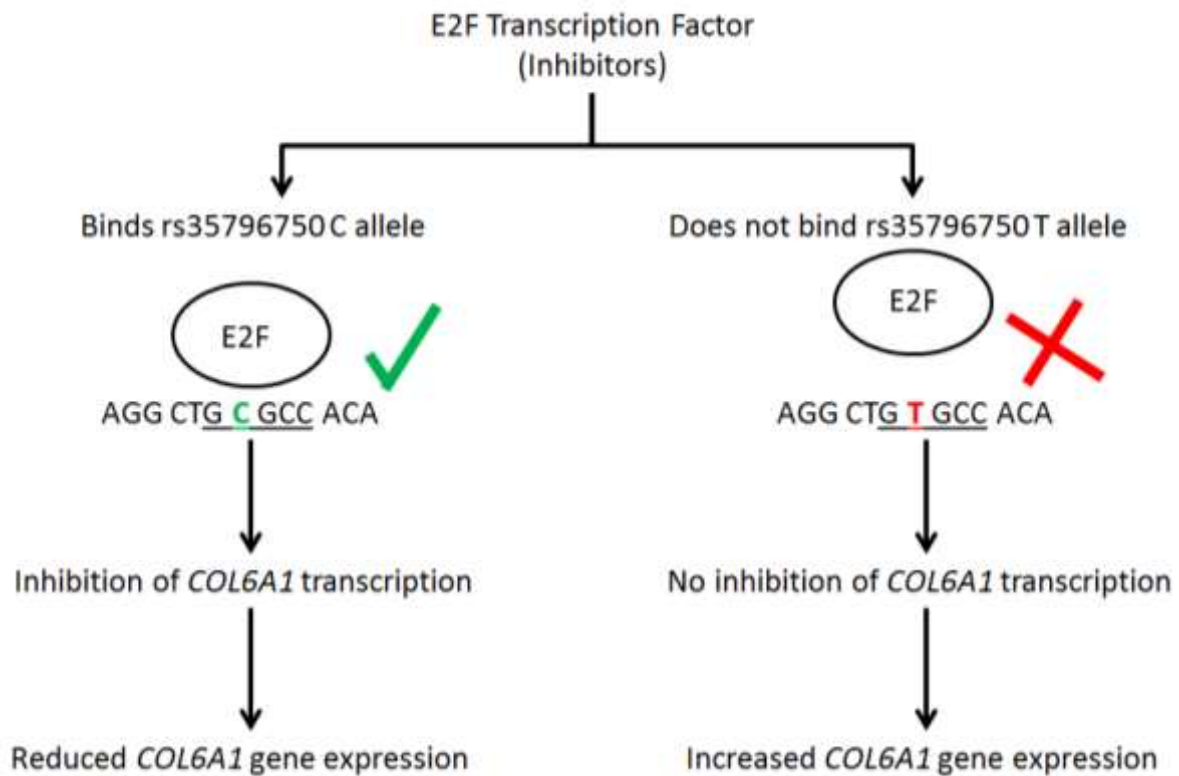 E2F Transcription Factor
(Inhibitors)
Binds rs35796750 C allele
Does not bind rs35796750 T allele
E2F
E2F
AGG CTG C GCC ACA
AGG CTG T GCC ACA
Inhibition of COL6A1 transcription
No inhibition of COL6A1 transcription
Reduced COL6A1 gene expression
Increased COL6A1 gene expression